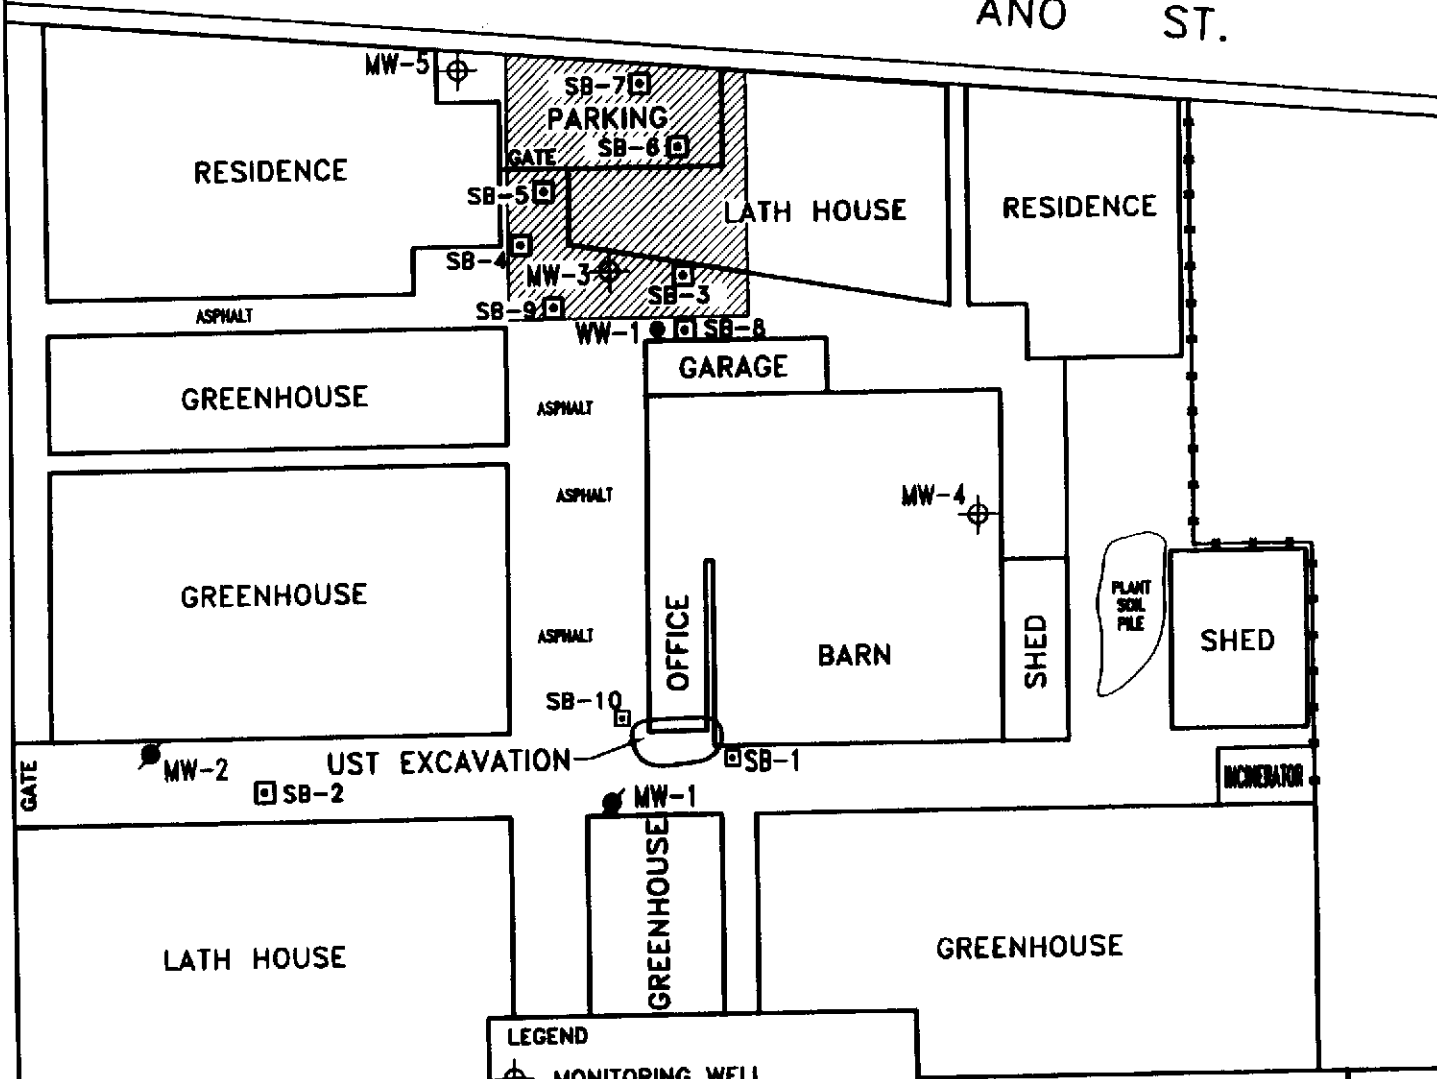 ANO ST.
MW-5
SB-7
PARKING
SB-6
GATE
RESIDENCE
SB-5
LATH HOUSE
RESIDENCE
SB-4
MW-3
SB-3
SB-9
ASPHALT
WW-1
SB-8
GARAGE
GREENHOUSE
ASPHALT
ASPHALT
MW-4
GREENHOUSE
PLANT
SOIL
PILE
ASPHALT
OFFICE
BARN
SHED
SHED
SB-10
UST EXCAVATION
SB-1
MW-2
GATE
SB-2
MW-1
INCINERATOR
GREENHOUSE
LATH HOUSE
GREENHOUSE
LEGEND
MONITORING WELL